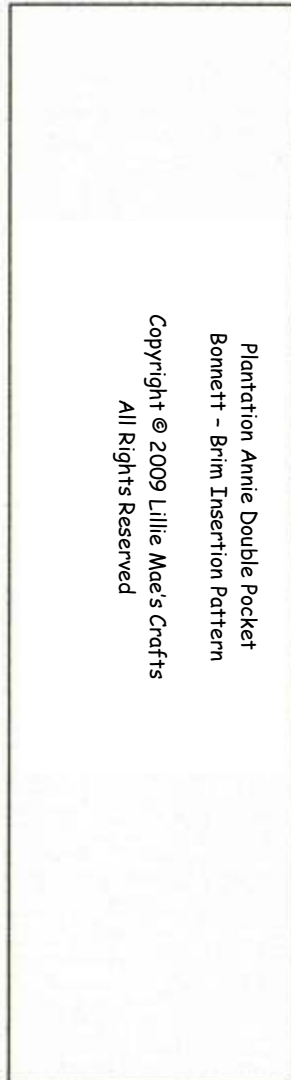 Plantation Annie Double Pocket
Bonnett - Brim Insertion Pattern
Copyright © 2009 Lillie Mae's Crafts
All Rights Reserved